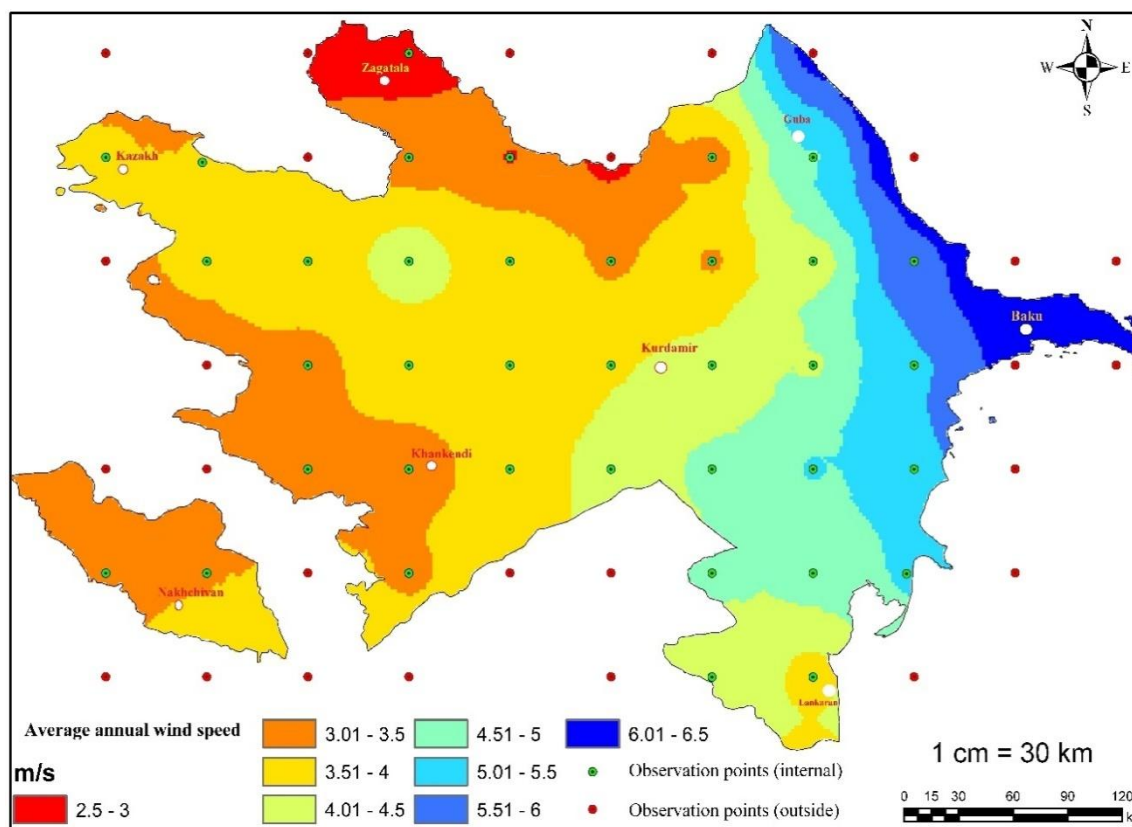 N
W E
S
Zagatala
Guba
Kazakh
Baku
Kurdamir
Khankendi
Nakhchivan
Lankaran
Average annual wind speed
m/s
2.5 - 3
3.01 - 3.5
3.51 - 4
4.01 - 4.5
4.51 - 5
5.01 - 5.5
5.51 - 6
6.01 - 6.5
Observation points (internal)
Observation points (outside)
1 cm = 30 km
0 15 30 60 90 120